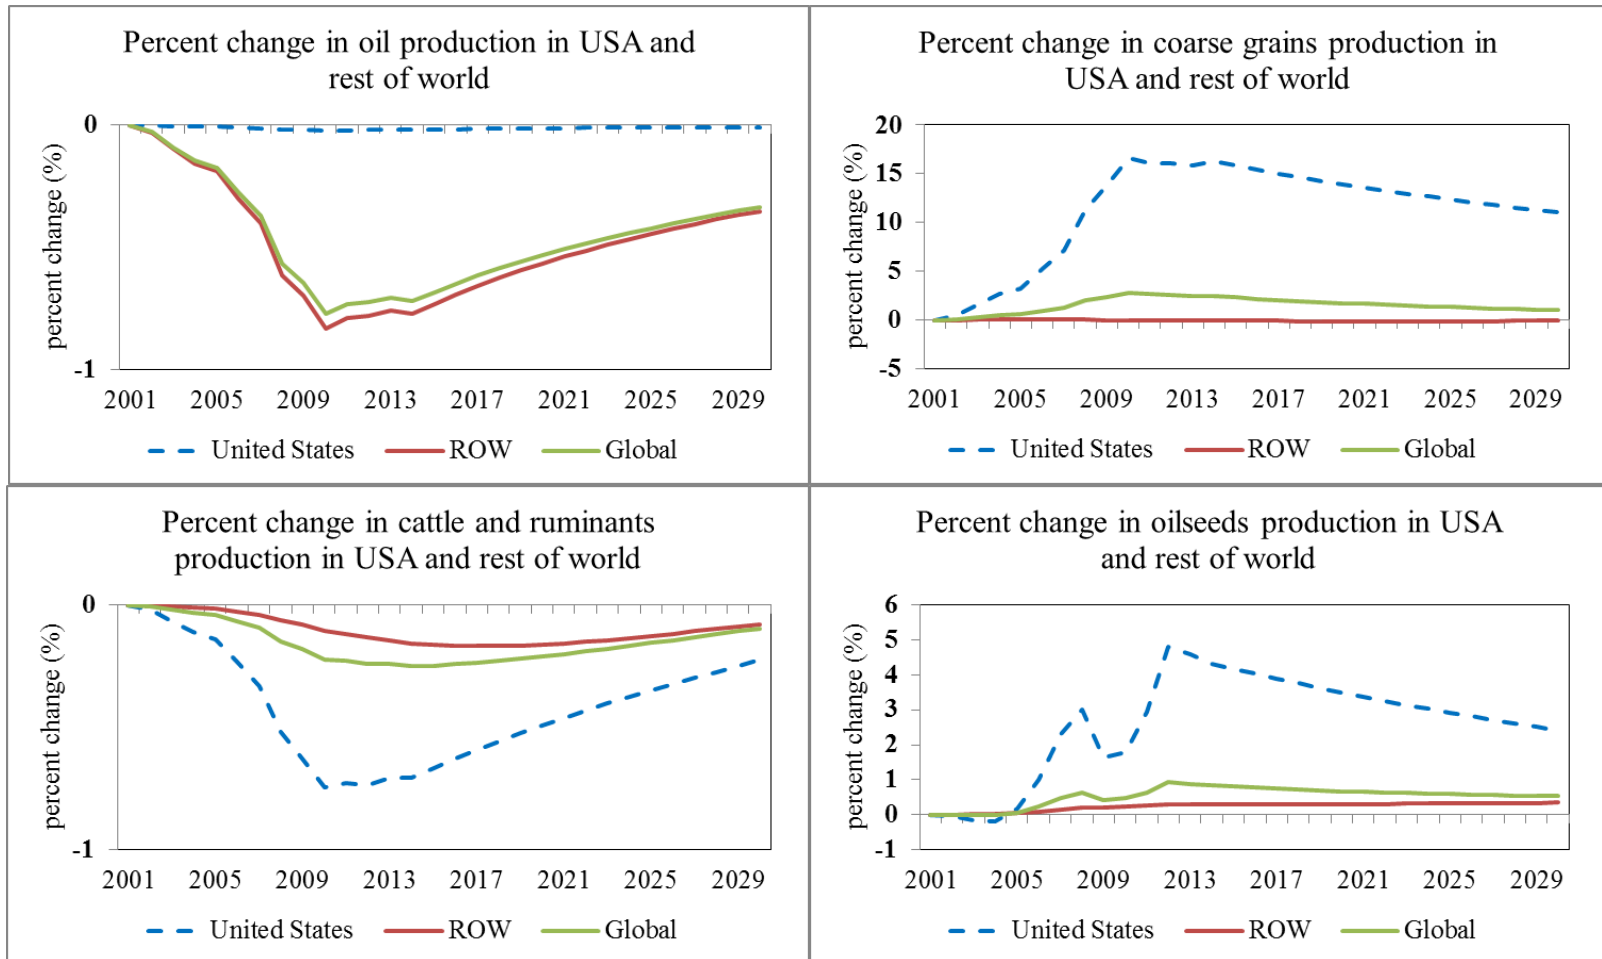 Percent change in oil production in USA and
rest of world
percent change (%)
0
-1
2001 2005 2009 2013 2017 2021 2025 2029
United States ROW Global
Percent change in coarse grains production in
USA and rest of world
percent change (%)
20
15
10
5
0
-5
2001 2005 2009 2013 2017 2021 2025 2029
United States ROW Global
Percent change in cattle and ruminants
production in USA and rest of world
percent change (%)
0
-1
2001 2005 2009 2013 2017 2021 2025 2029
United States ROW Global
Percent change in oilseeds production in USA
and rest of world
percent change (%)
6
5
4
3
2
1
0
-1
2001 2005 2009 2013 2017 2021 2025 2029
United States ROW Global